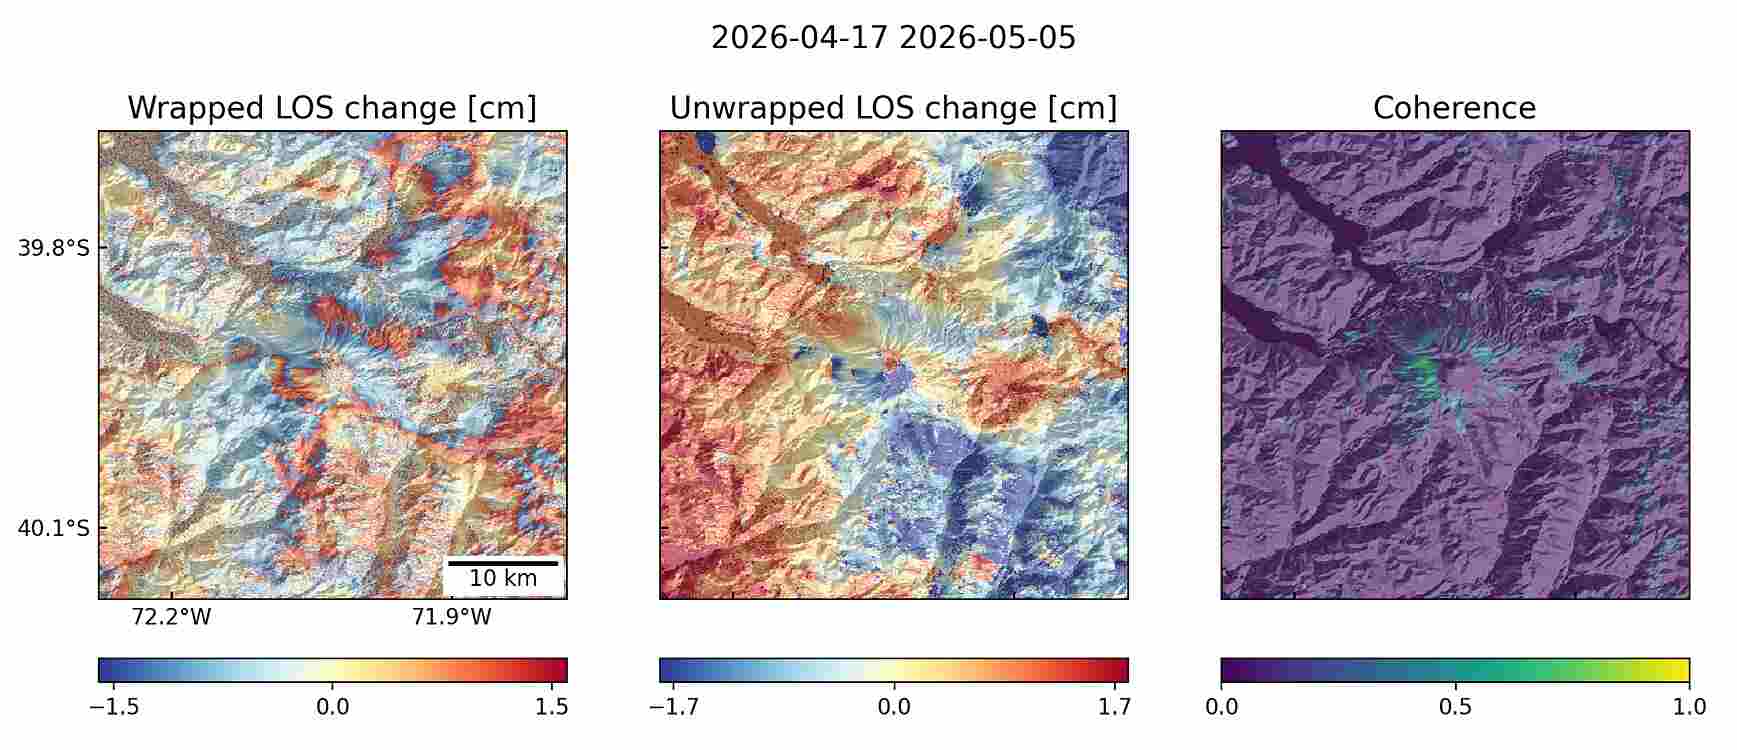 2026-04-17 2026-05-05
Wrapped LOS change [cm]
Unwrapped LOS change [cm]
Coherence
39.8°S
40.1°S
10 km
72.2°W
71.9°W
−1.5
0.0
1.5
−1.7
0.0
1.7
0.0
0.5
1.0